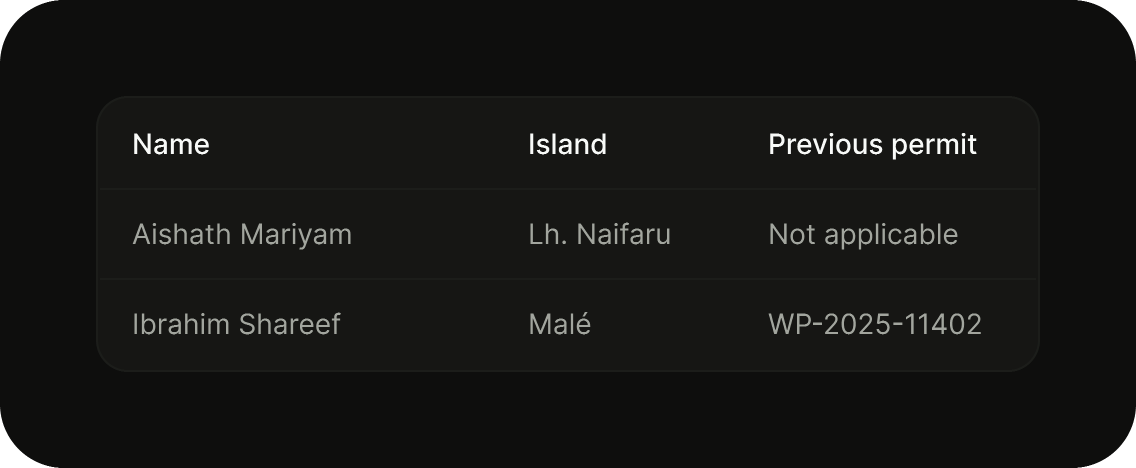 Name Island Previous permit
Aishath Mariyam Lh. Naifaru Not applicable
Ibrahim Shareef Malé WP-2025-11402